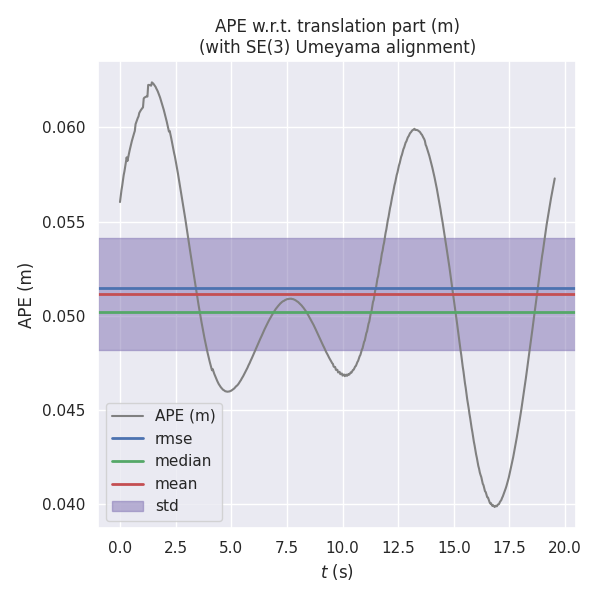 APE w.r.t. translation part (m)
(with SE(3) Umeyama alignment)
APE (m)
0.060
0.055
0.050
0.045
0.040
APE (m)
rmse
median
mean
std
0.0 2.5 5.0 7.5 10.0 12.5 15.0 17.5 20.0
t (s)